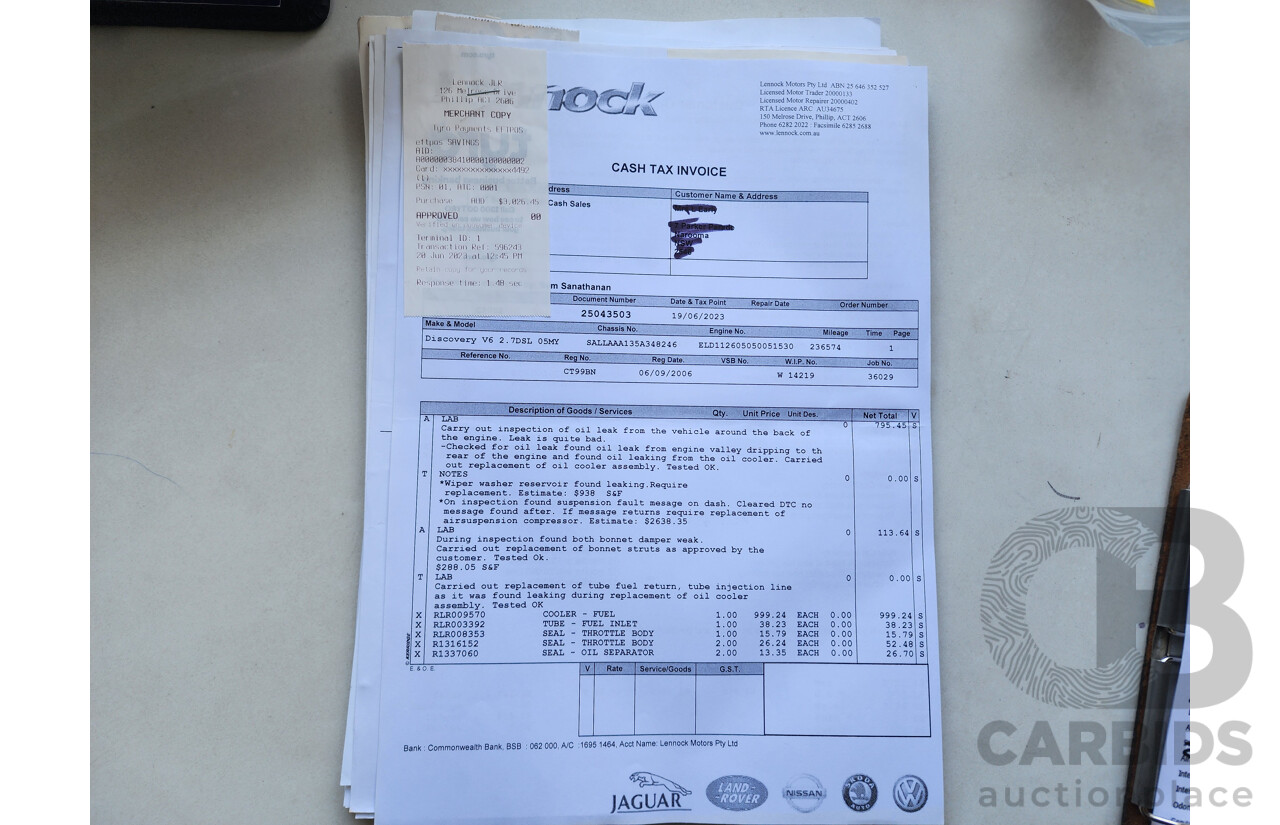 Lennock JLR
126 Melrose Drive
Phillip ACT 2606
MERCHANT COPY
Tyro Payments EFTPOS
eftpos SAVINGS
AID:
A00000038410000100000002
Card: xxxxxxxxxxxxxxx4492
(t)
PSN: 01, ATC: 0001
Purchase AUD $3,026.45
APPROVED 00
Terminal ID: 1
Transaction Ref: 596243
20 Jun 2023 at 12:45 PM
Response time: 1.40 sec
nock
Lennock Motors Pty Ltd ABN 25 646 352 527
Licensed Motor Trader 20000133
Licensed Motor Repairer 20000402
RTA Licence ARC AU34675
150 Melrose Drive, Phillip, ACT 2606
Phone 6282 2022 Facsimile 6285 2688
www.lennock.com.au
CASH TAX INVOICE
dress Customer Name & Address
Cash Sales
Narooma
NSW
m Sanathanan
Document Number Date & Tax Point Repair Date Order Number
25043503 19/06/2023
Make & Model Chassis No. Engine No. Mileage Time Page
Discovery V6 2.7DSL 05MY SALLAAA135A348246 ELD112605050051530 236574 1
Reference No. Reg No. Reg Date. VSB No. W.I.P. No. Job No.
CT99BN 06/09/2006 W 14219 36029
Description of Goods / Services Qty. Unit Price Unit Des. Net Total V
A LAB 0 795.45 S
Carry out inspection of oil leak from the vehicle around the back of
the engine. Leak is quite bad.
-Checked for oil leak found oil leak from engine valley dripping to th
rear of the engine and found oil leaking from the oil cooler. Carried
out replacement of oil cooler assembly. Tested OK.
T NOTES 0 0.00 S
*Wiper washer reservoir found leaking.Require
replacement. Estimate: $938 S&F
*On inspection found suspension fault mesage on dash. Cleared DTC no
message found after. If message returns require replacement of
airsuspension compressor. Estimate: $2638.35
A LAB 0 113.64 S
During inspection found both bonnet damper weak.
Carried out replacement of bonnet struts as approved by the
customer. Tested Ok.
$288.05 S&F
T LAB 0 0.00 S
Carried out replacement of tube fuel return, tube injection line
as it was found leaking during replacement of oil cooler
assembly. Tested OK
X RLR009570 COOLER - FUEL 1.00 999.24 EACH 0.00 999.24 S
X RLR003392 TUBE - FUEL INLET 1.00 38.23 EACH 0.00 38.23 S
X RLR008353 SEAL - THROTTLE BODY 1.00 15.79 EACH 0.00 15.79 S
X R1316152 SEAL - THROTTLE BODY 2.00 26.24 EACH 0.00 52.48 S
X R1337060 SEAL - OIL SEPARATOR 2.00 13.35 EACH 0.00 26.70 S
E & O E
V Rate Service/Goods G.S.T.
Bank : Commonwealth Bank, BSB : 062 000, A/C :1695 1464, Acct Name: Lennock Motors Pty Ltd
JAGUAR LAND-ROVER NISSAN SKODA AUTO
CARBIDS
auction place